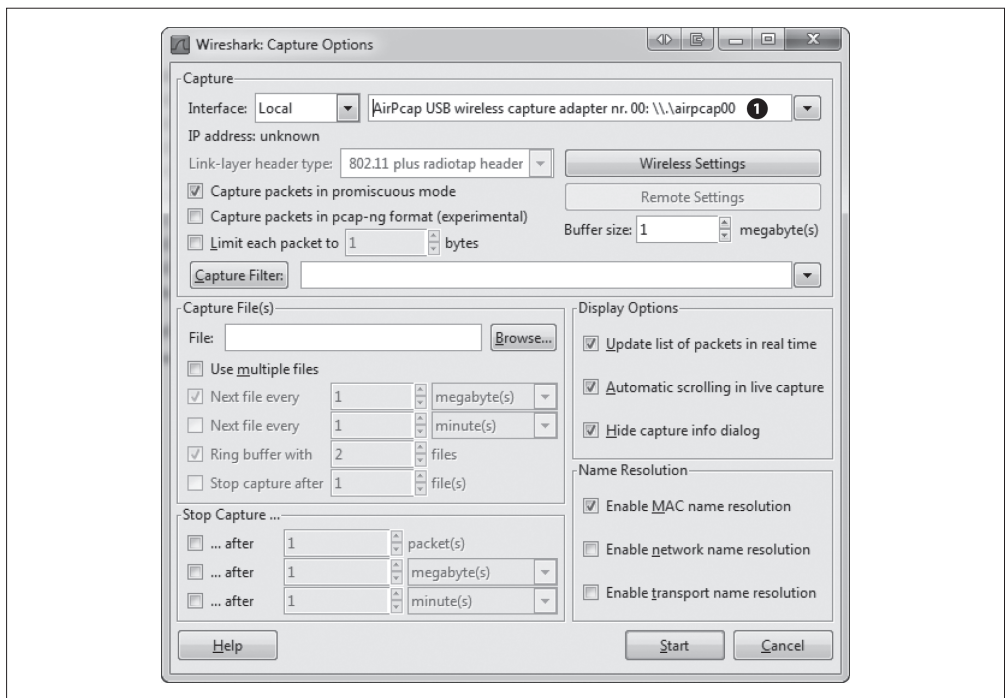 Wireshark: Capture Options
Capture
Interface: Local AirPcap USB wireless capture adapter nr. 00: \\.\airpcap00 1
IP address: unknown
Link-layer header type: 802.11 plus radiotap header Wireless Settings
Capture packets in promiscuous mode Remote Settings
Capture packets in pcap-ng format (experimental) Buffer size: 1 megabyte(s)
Limit each packet to 1 bytes
Capture Filter:
Capture File(s)
File: Browse...
Use multiple files
Next file every 1 megabyte(s)
Next file every 1 minute(s)
Ring buffer with 2 files
Stop capture after 1 file(s)
Stop Capture ...
... after 1 packet(s)
... after 1 megabyte(s)
... after 1 minute(s)
Display Options
Update list of packets in real time
Automatic scrolling in live capture
Hide capture info dialog
Name Resolution
Enable MAC name resolution
Enable network name resolution
Enable transport name resolution
Help Start Cancel